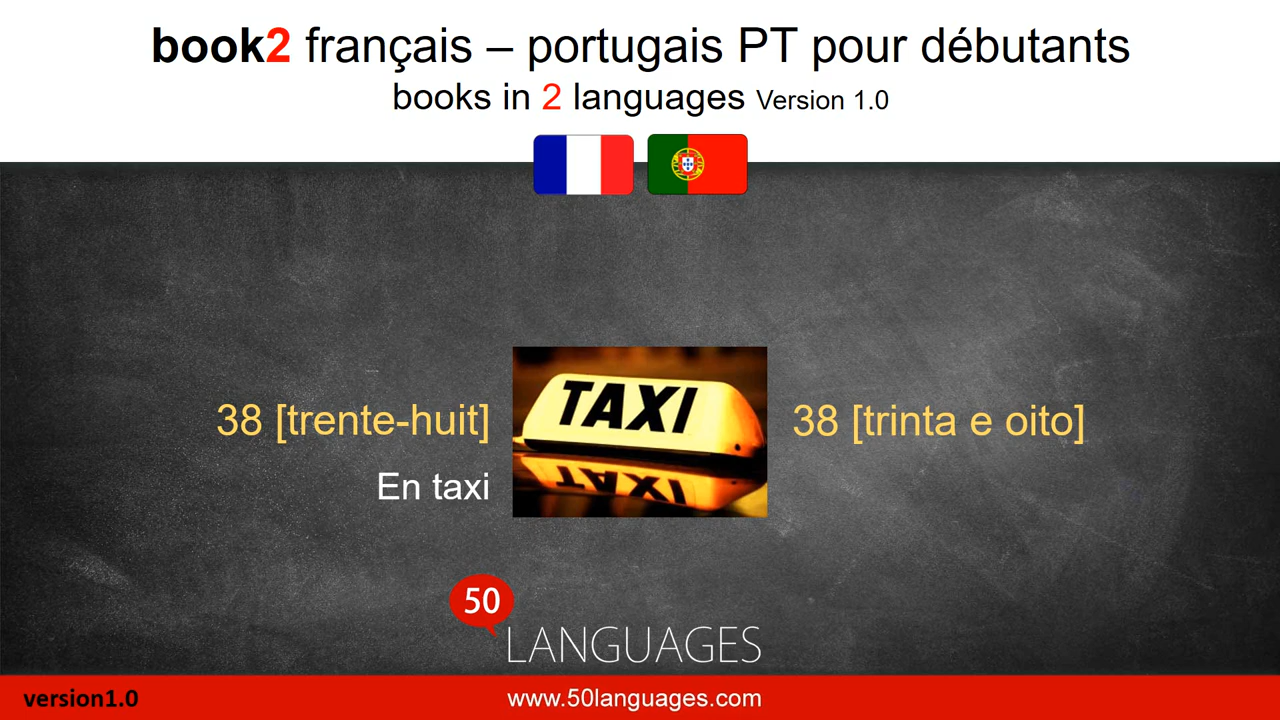 book2 français – portugais PT pour débutants
books in 2 languages Version 1.0
38 [trente-huit]
En taxi
TAXI
38 [trinta e oito]
50
LANGUAGES
version1.0
www.50languages.com